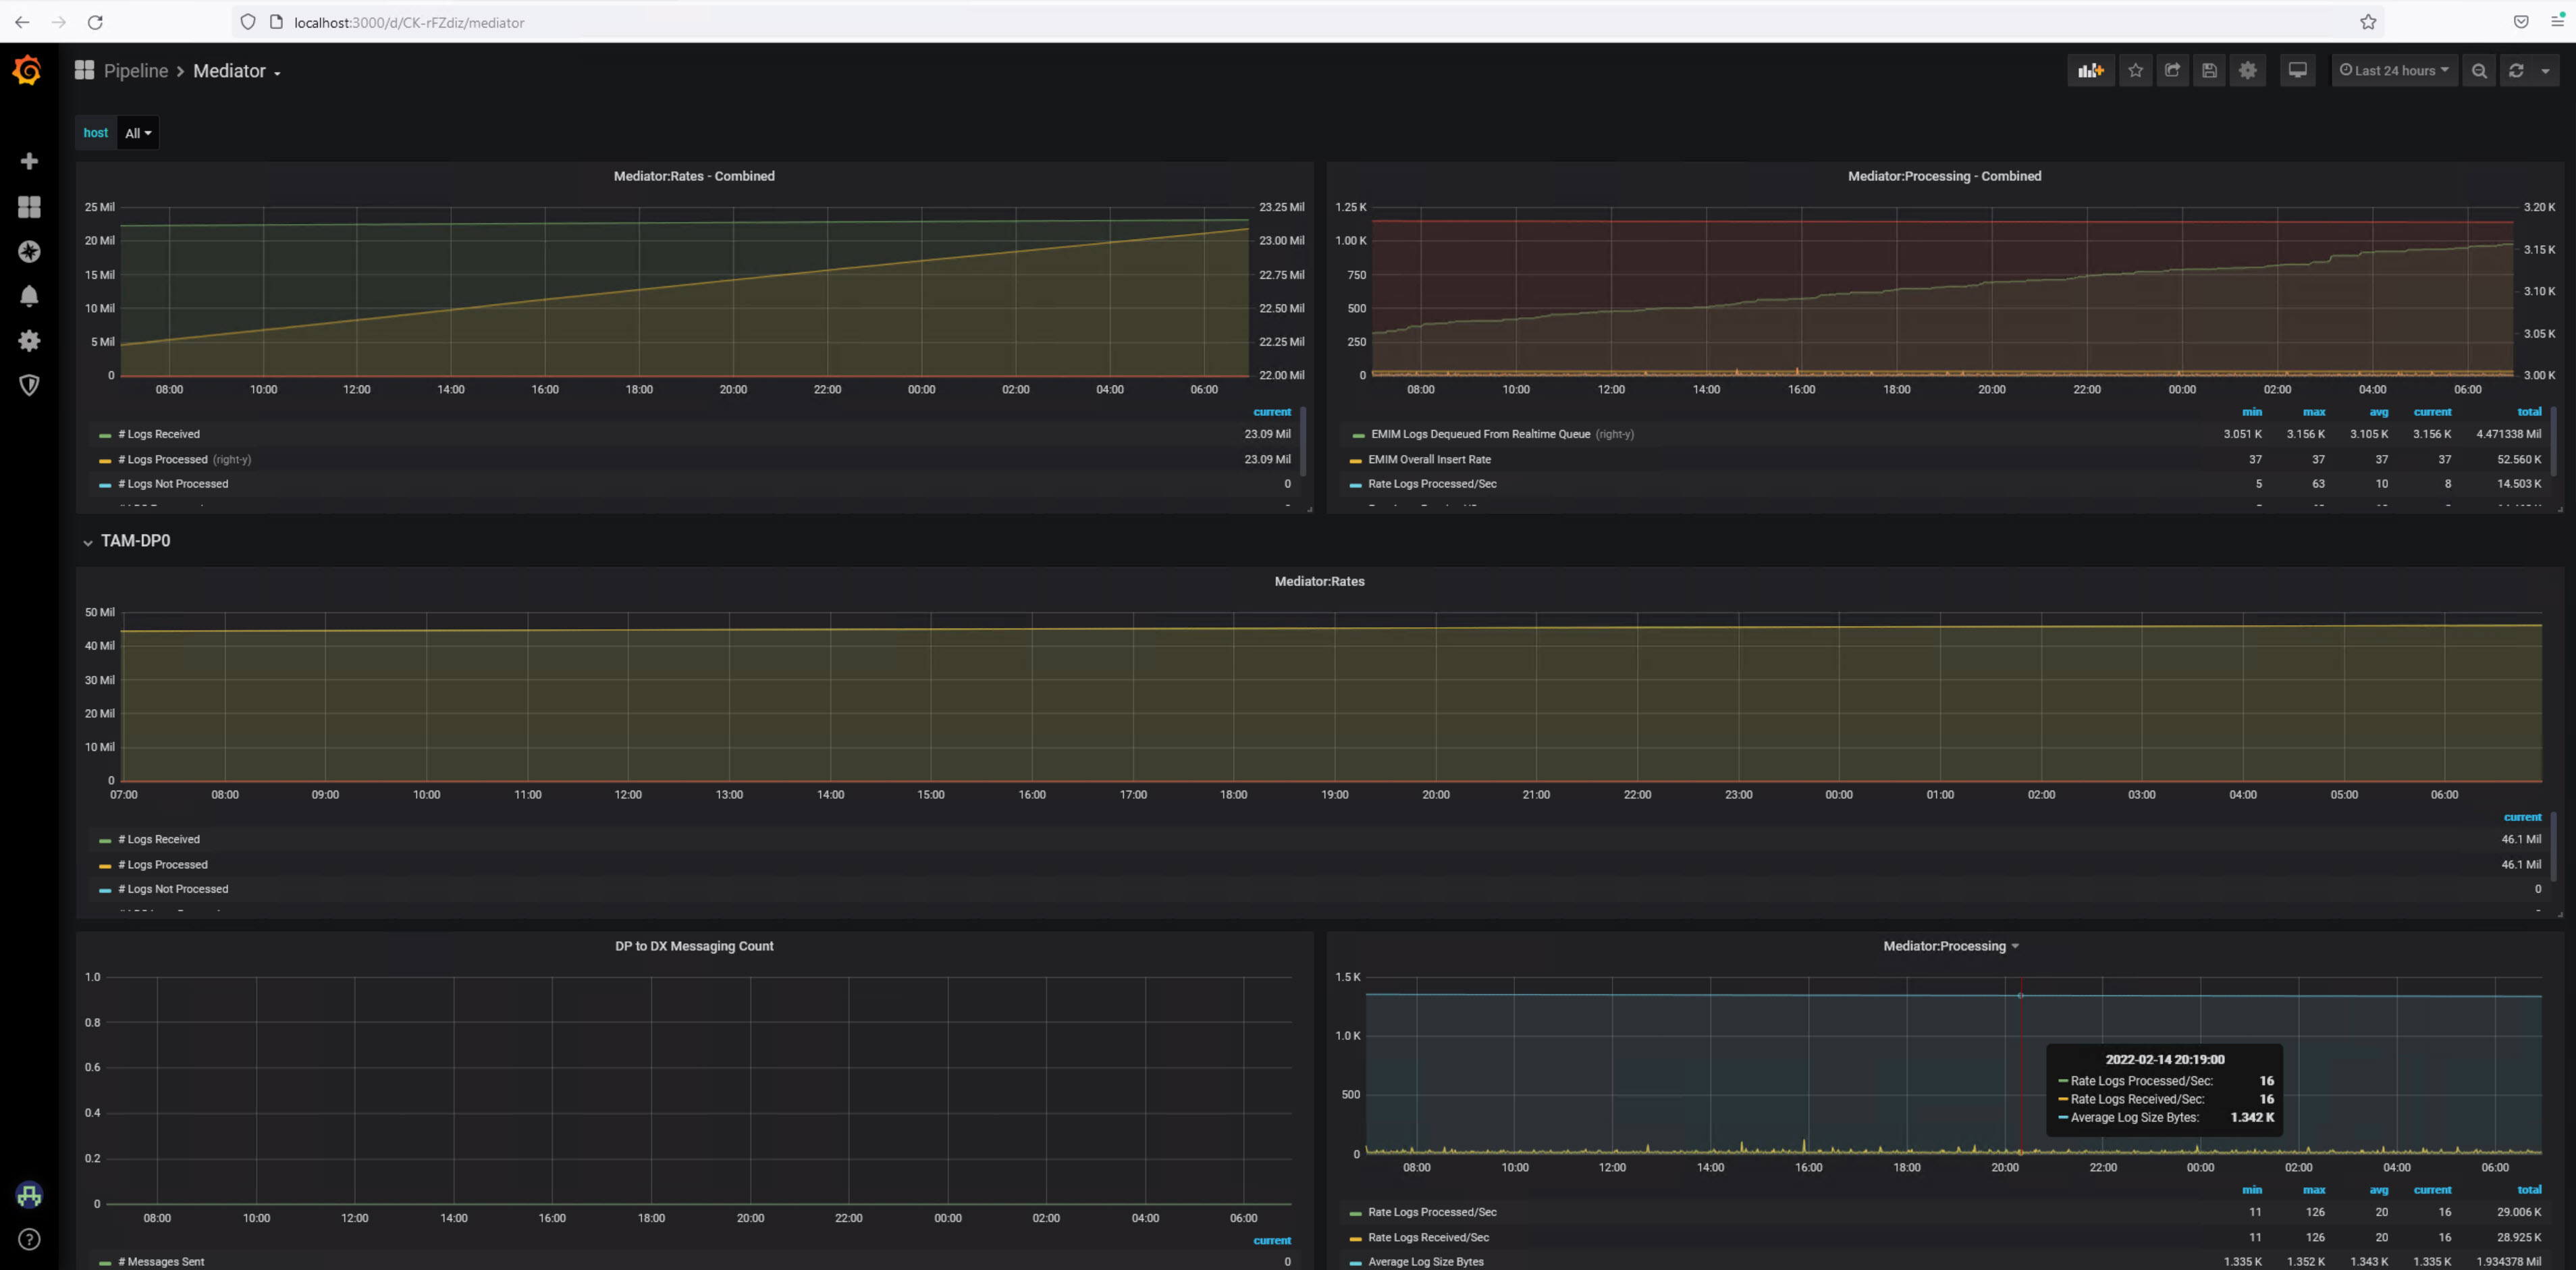 localhost:3000/d/CK-rFZdiz/mediator
Pipeline > Mediator
Last 24 hours
host All
Mediator:Rates - Combined
25 Mil
20 Mil
15 Mil
10 Mil
5 Mil
0
23.25 Mil
23.00 Mil
22.75 Mil
22.50 Mil
22.25 Mil
22.00 Mil
08:00 10:00 12:00 14:00 16:00 18:00 20:00 22:00 00:00 02:00 04:00 06:00
current
# Logs Received 23.09 Mil
# Logs Processed (right-y) 23.09 Mil
# Logs Not Processed 0
Mediator:Processing - Combined
1.25 K
1.00 K
750
500
250
0
3.20 K
3.15 K
3.10 K
3.05 K
3.00 K
08:00 10:00 12:00 14:00 16:00 18:00 20:00 22:00 00:00 02:00 04:00 06:00
min max avg current total
EMIM Logs Dequeued From Realtime Queue (right-y) 3.051 K 3.156 K 3.105 K 3.156 K 4.471338 Mil
EMIM Overall Insert Rate 37 37 37 37 52.560 K
Rate Logs Processed/Sec 5 63 10 8 14.503 K
TAM-DP0
Mediator:Rates
50 Mil
40 Mil
30 Mil
20 Mil
10 Mil
0
07:00 08:00 09:00 10:00 11:00 12:00 13:00 14:00 15:00 16:00 17:00 18:00 19:00 20:00 21:00 22:00 23:00 00:00 01:00 02:00 03:00 04:00 05:00 06:00
current
# Logs Received 46.1 Mil
# Logs Processed 46.1 Mil
# Logs Not Processed 0
DP to DX Messaging Count
1.0
0.8
0.6
0.4
0.2
0
08:00 10:00 12:00 14:00 16:00 18:00 20:00 22:00 00:00 02:00 04:00 06:00
current
# Messages Sent 0
Mediator:Processing
1.5 K
1.0 K
500
0
2022-02-14 20:19:00
Rate Logs Processed/Sec: 16
Rate Logs Received/Sec: 16
Average Log Size Bytes: 1.342 K
08:00 10:00 12:00 14:00 16:00 18:00 20:00 22:00 00:00 02:00 04:00 06:00
min max avg current total
Rate Logs Processed/Sec 11 126 20 16 29.006 K
Rate Logs Received/Sec 11 126 20 16 28.925 K
Average Log Size Bytes 1.335 K 1.352 K 1.343 K 1.335 K 1.934378 Mil